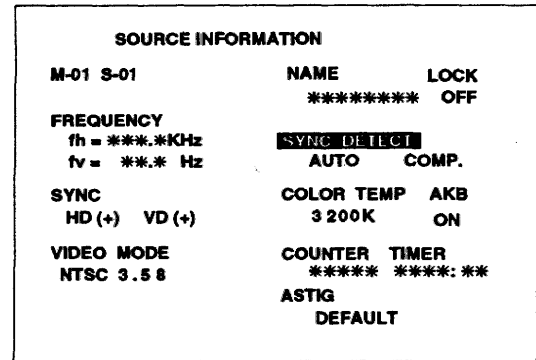 SOURCE INFORMATION
M-01 S-01
NAME LOCK
******** OFF
FREQUENCY
fh = ***.*KHz
fv = **.* Hz
SYNC DETECT
AUTO COMP.
SYNC
HD (+) VD (+)
COLOR TEMP AKB
3200K ON
VIDEO MODE
NTSC 3.58
COUNTER TIMER
***** ****:**
ASTIG
DEFAULT